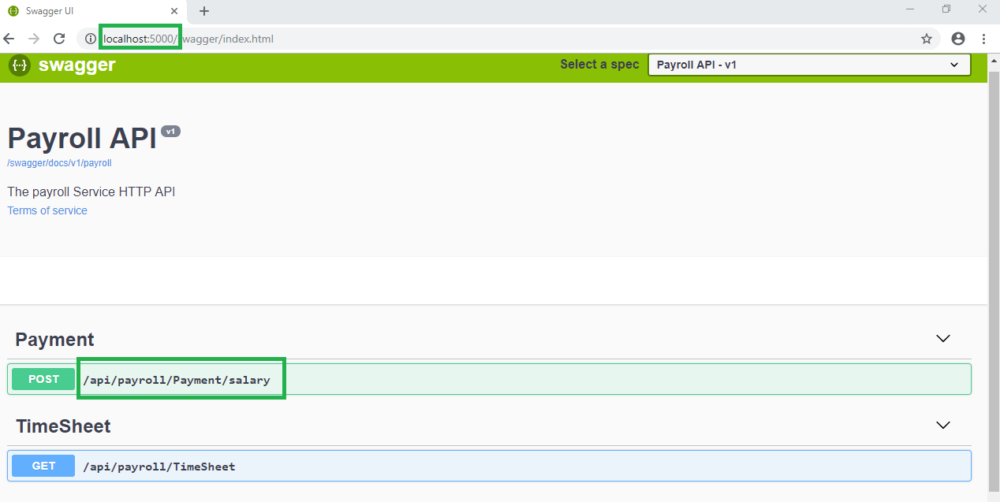 Swagger UI
localhost:5000/wagger/index.html
{···} swagger
Select a spec
Payroll API - v1
Payroll API v1
/swagger/docs/v1/payroll
The payroll Service HTTP API
Terms of service
Payment
POST /api/payroll/Payment/salary
TimeSheet
GET /api/payroll/TimeSheet